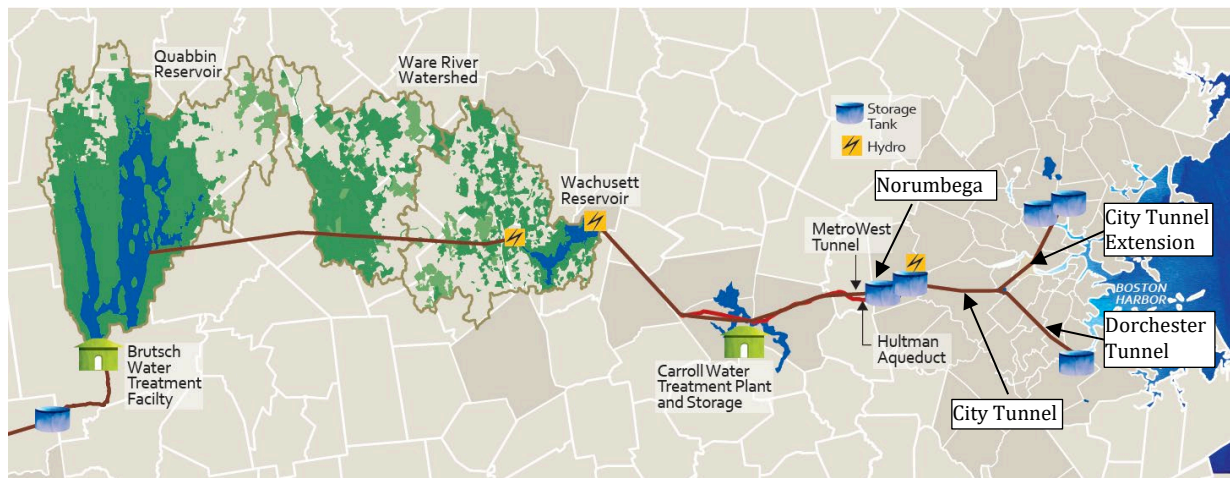 Quabbin
Reservoir
Ware River
Watershed
Storage
Tank
Hydro
Wachusett
Reservoir
Norumbega
MetroWest
Tunnel
City Tunnel
Extension
BOSTON
HARBOR
Dorchester
Tunnel
Hultman
Aqueduct
Brutsch
Water
Treatment
Facilty
Carroll Water
Treatment Plant
and Storage
City Tunnel